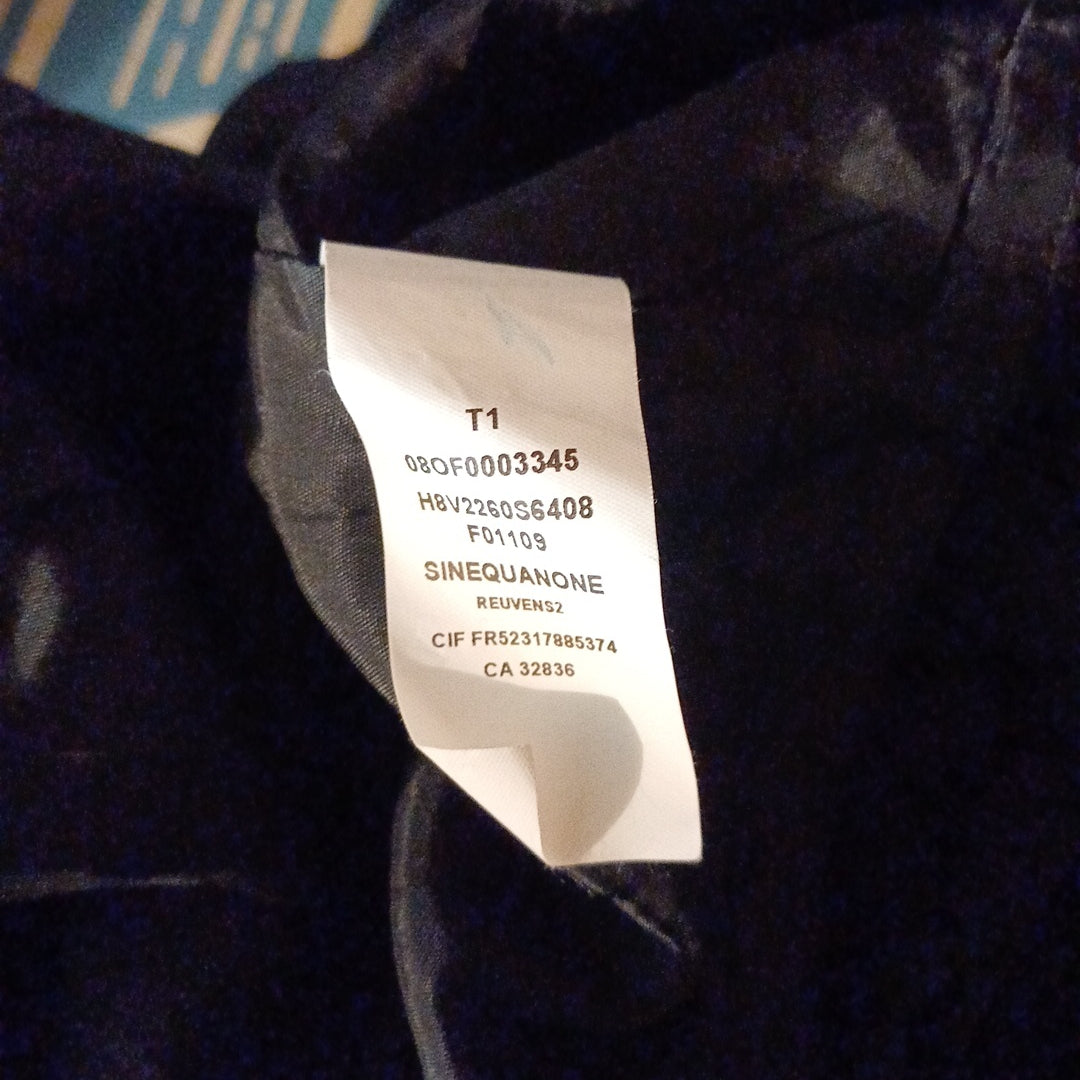 T1
08OF0003345
H8V2260S6408
F01109
SINEQUANONE
REUVENS2
CIF FR52317885374
CA 32836